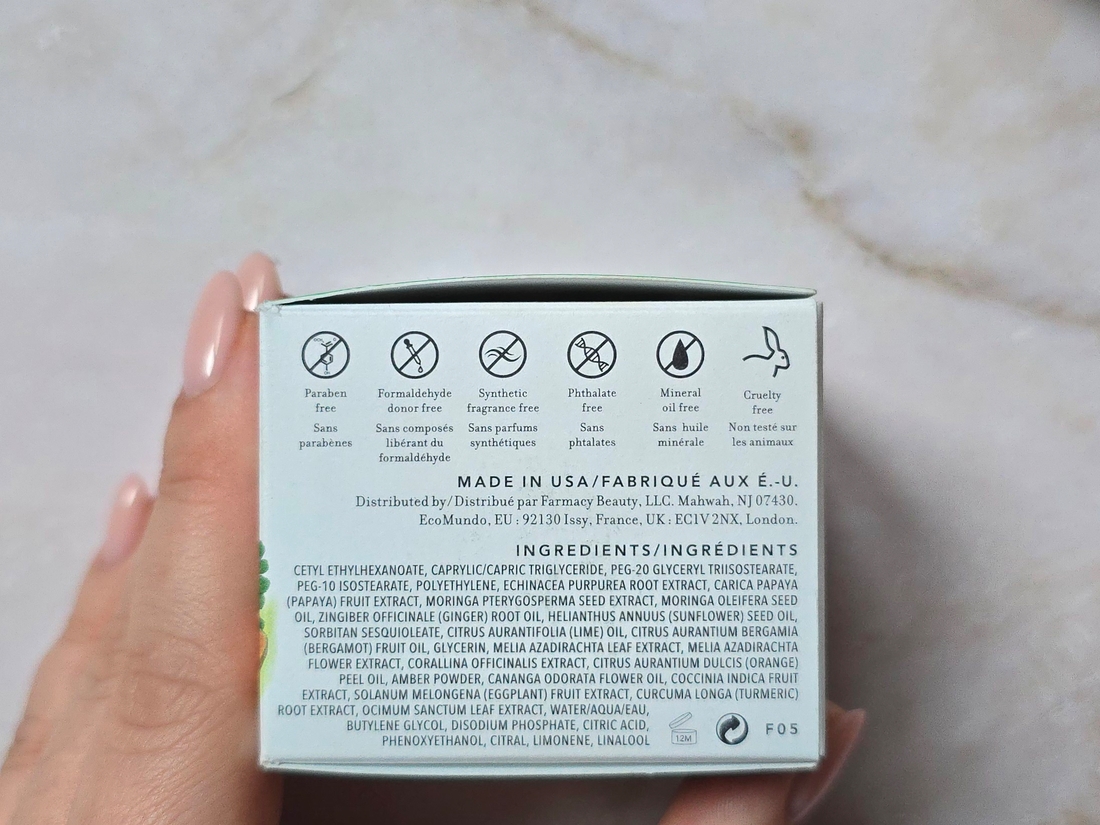 Paraben
free
Sans
parabènes
Formaldehyde
donor free
Sans composés
libérant du
formaldéhyde
Synthetic
fragrance free
Sans parfums
synthétiques
Phthalate
free
Sans
phtalates
Mineral
oil free
Sans huile
minérale
Cruelty
free
Non testé sur
les animaux
MADE IN USA/FABRIQUÉ AUX É.-U.
Distributed by/Distribué par Farmacy Beauty, LLC. Mahwah, NJ 07430.
EcoMundo, EU : 92130 Issy, France, UK : EC1V 2NX, London.
INGREDIENTS/INGRÉDIENTS
CETYL ETHYLHEXANOATE, CAPRYLIC/CAPRIC TRIGLYCERIDE, PEG-20 GLYCERYL TRIISOSTEARATE,
PEG-10 ISOSTEARATE, POLYETHYLENE, ECHINACEA PURPUREA ROOT EXTRACT, CARICA PAPAYA
(PAPAYA) FRUIT EXTRACT, MORINGA PTERYGOSPERMA SEED EXTRACT, MORINGA OLEIFERA SEED
OIL, ZINGIBER OFFICINALE (GINGER) ROOT OIL, HELIANTHUS ANNUUS (SUNFLOWER) SEED OIL,
SORBITAN SESQUIOLEATE, CITRUS AURANTIFOLIA (LIME) OIL, CITRUS AURANTIUM BERGAMIA
(BERGAMOT) FRUIT OIL, GLYCERIN, MELIA AZADIRACHTA LEAF EXTRACT, MELIA AZADIRACHTA
FLOWER EXTRACT, CORALLINA OFFICINALIS EXTRACT, CITRUS AURANTIUM DULCIS (ORANGE)
PEEL OIL, AMBER POWDER, CANANGA ODORATA FLOWER OIL, COCCINIA INDICA FRUIT
EXTRACT, SOLANUM MELONGENA (EGGPLANT) FRUIT EXTRACT, CURCUMA LONGA (TURMERIC)
ROOT EXTRACT, OCIMUM SANCTUM LEAF EXTRACT, WATER/AQUA/EAU,
BUTYLENE GLYCOL, DISODIUM PHOSPHATE, CITRIC ACID,
PHENOXYETHANOL, CITRAL, LIMONENE, LINALOOL
12M
F05